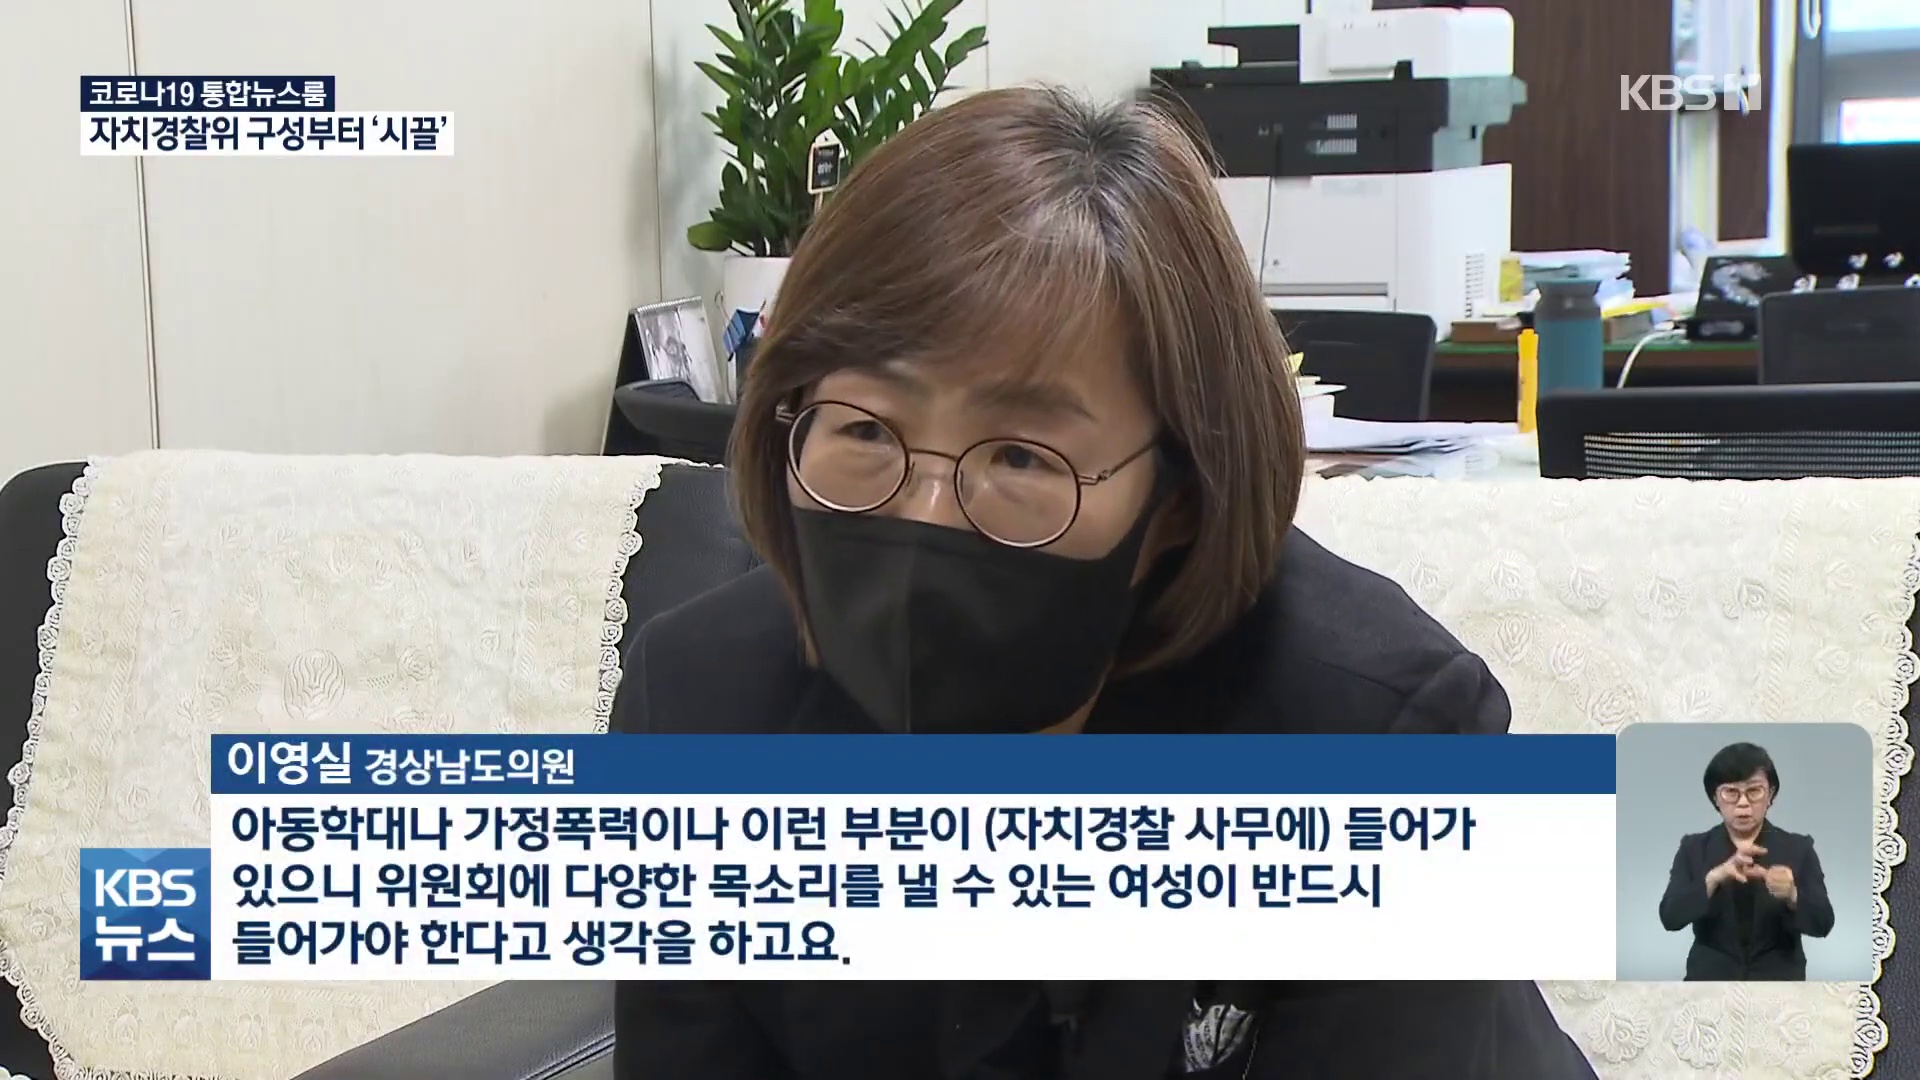 코로나19 통합뉴스룸
자치경찰위 구성부터 ‘시끌’
KBS 1
이영실 경상남도의원
아동학대나 가정폭력이나 이런 부분이 (자치경찰 사무에) 들어가
있으니 위원회에 다양한 목소리를 낼 수 있는 여성이 반드시
들어가야 한다고 생각을 하고요.
KBS
뉴스